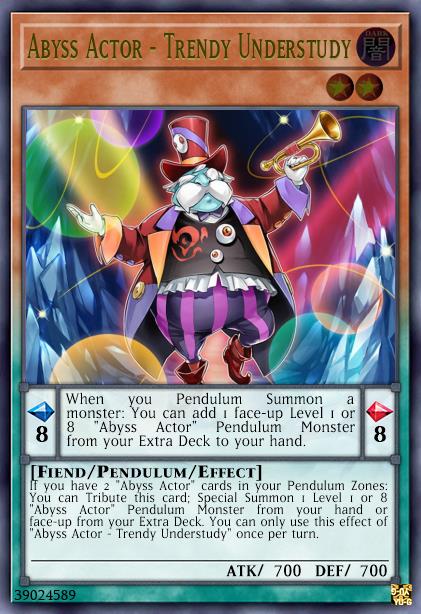 Abyss Actor - Trendy Understudy
DARK
闇
When you Pendulum Summon a
monster: You can add 1 face-up Level 1 or
8 "Abyss Actor" Pendulum Monster
from your Extra Deck to your hand.
8
8
[Fiend/Pendulum/Effect]
If you have 2 "Abyss Actor" cards in your Pendulum Zones:
You can Tribute this card; Special Summon 1 Level 1 or 8
"Abyss Actor" Pendulum Monster from your hand or
face-up from your Extra Deck. You can only use this effect of
"Abyss Actor - Trendy Understudy" once per turn.
ATK/ 700 DEF/ 700
39024589